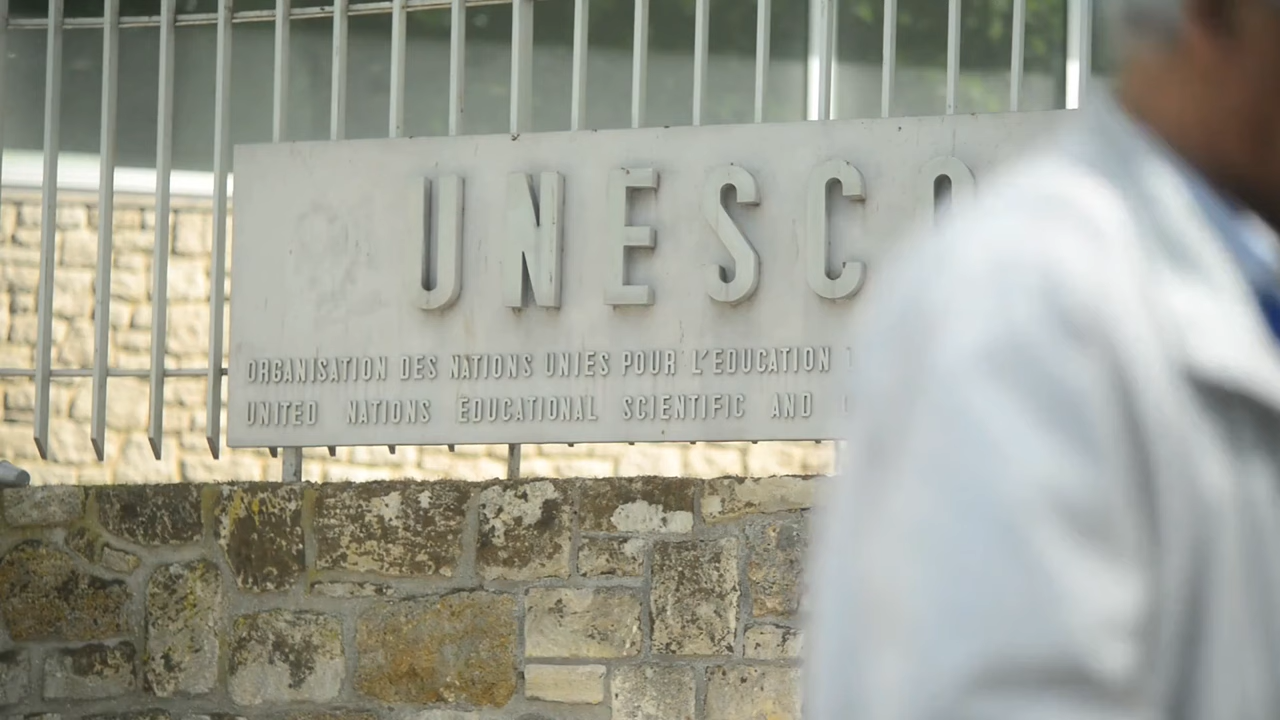 UNESCO
ORGANISATION DES NATIONS UNIES POUR L'EDUCATION
UNITED NATIONS EDUCATIONAL SCIENTIFIC AND